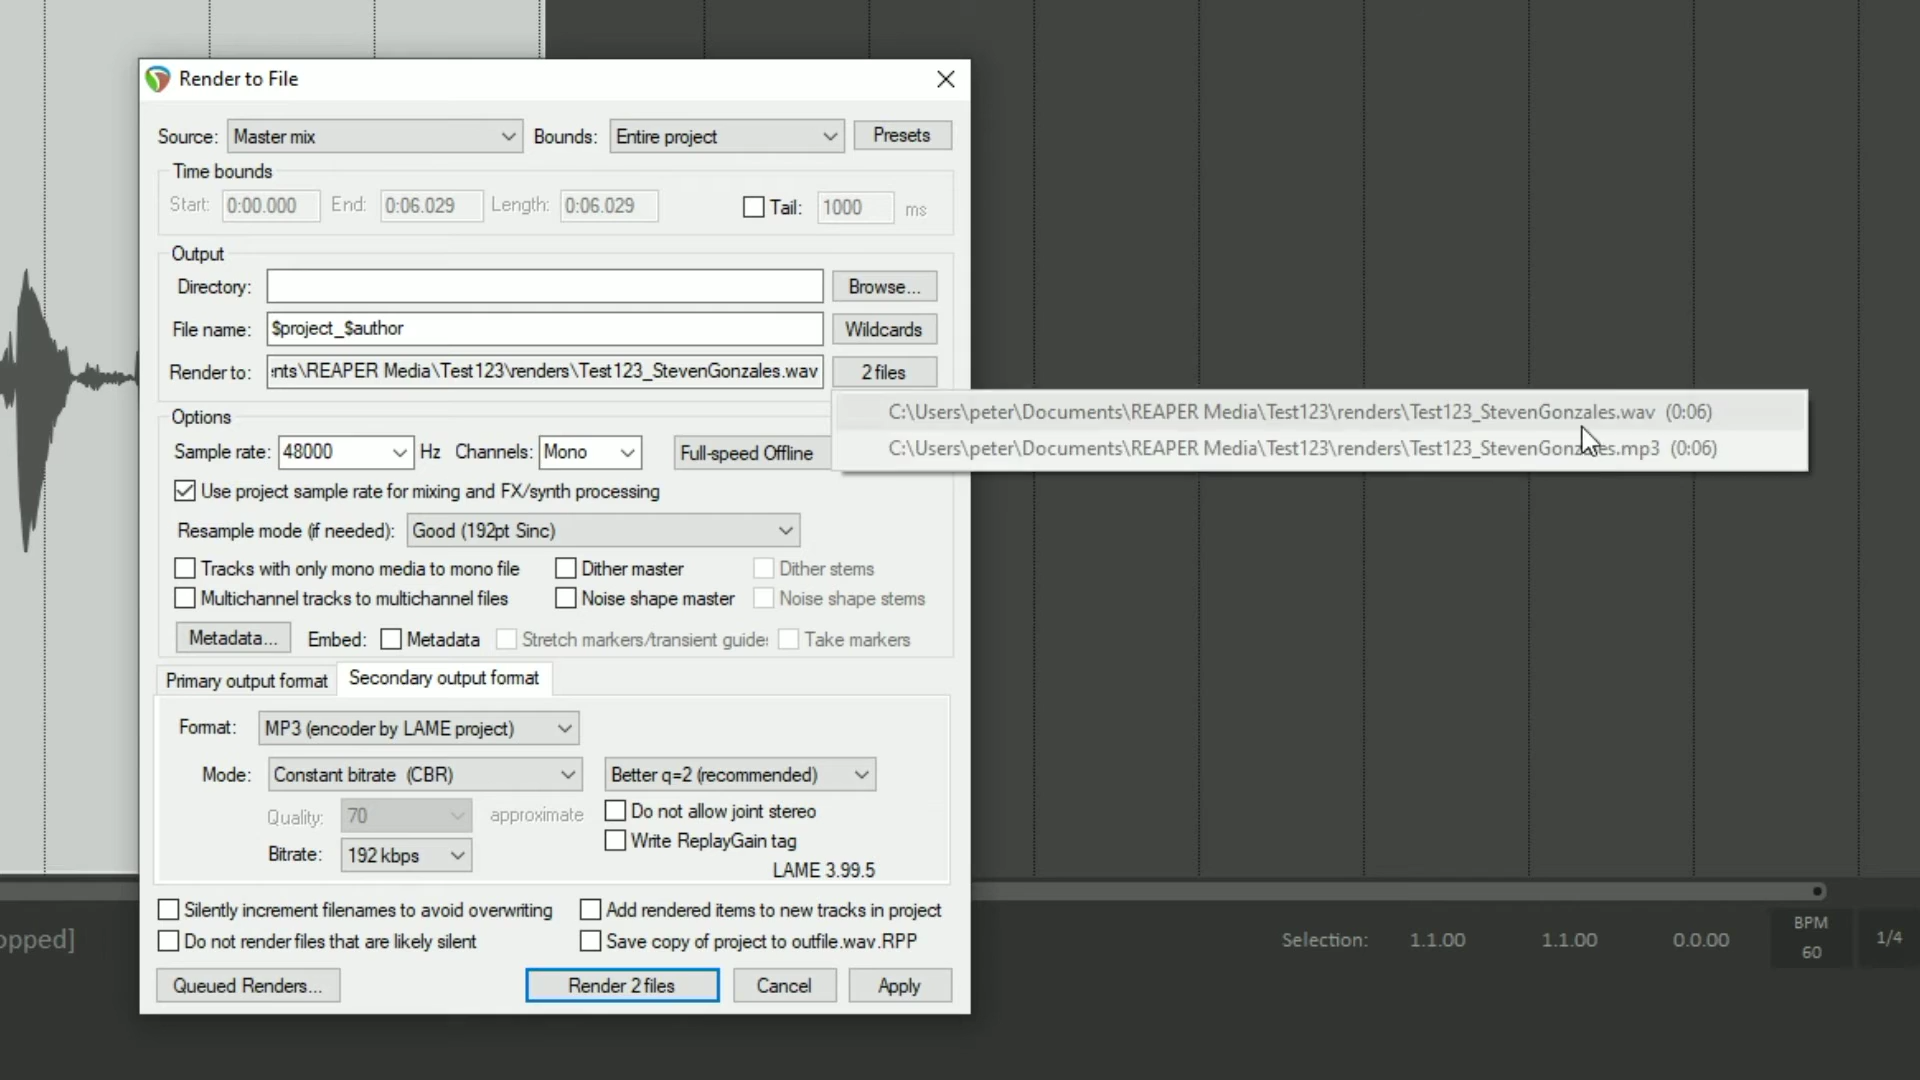 Render to File
Source: Master mix Bounds: Entire project Presets
Time bounds
Start: 0:00.000 End: 0:06.029 Length: 0:06.029 Tail: 1000 ms
Output
Directory: Browse...
File name: $project_$author Wildcards
Render to: nts\REAPER Media\Test123\renders\Test123_StevenGonzales.wav 2 files
C:\Users\peter\Documents\REAPER Media\Test123\renders\Test123_StevenGonzales.wav (0:06)
C:\Users\peter\Documents\REAPER Media\Test123\renders\Test123_StevenGonzales.mp3 (0:06)
Options
Sample rate: 48000 Hz Channels: Mono Full-speed Offline
Use project sample rate for mixing and FX/synth processing
Resample mode (if needed): Good (192pt Sinc)
Tracks with only mono media to mono file Dither master Dither stems
Multichannel tracks to multichannel files Noise shape master Noise shape stems
Metadata... Embed: Metadata Stretch markers/transient guide: Take markers
Primary output format Secondary output format
Format: MP3 (encoder by LAME project)
Mode: Constant bitrate (CBR) Better q=2 (recommended)
Quality: 70 approximate Do not allow joint stereo
Write ReplayGain tag
Bitrate: 192 kbps
LAME 3.99.5
Silently increment filenames to avoid overwriting Add rendered items to new tracks in project
Do not render files that are likely silent Save copy of project to outfile.wav.RPP
Queued Renders... Render 2 files Cancel Apply
opped] Selection: 1.1.00 1.1.00 0.0.00 BPM 1/4
60